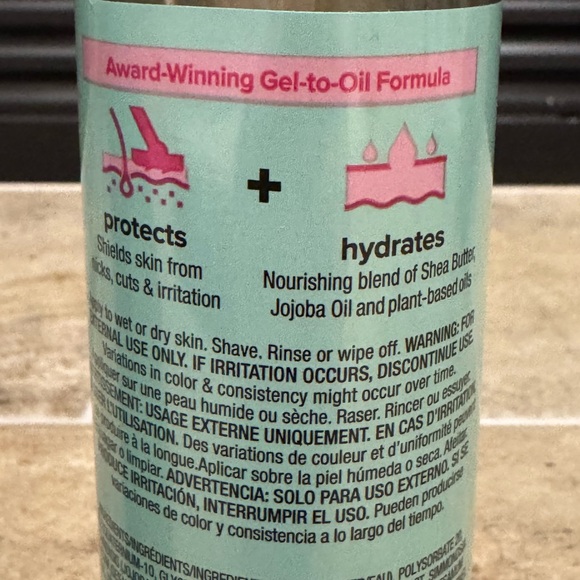 Award-Winning Gel-to-Oil Formula
protects
Shields skin from
nicks, cuts & irritation
+
hydrates
Nourishing blend of Shea Butter,
Jojoba Oil and plant-based oils
to wet or dry skin. Shave. Rinse or wipe off. WARNING: FOR
USE ONLY. IF IRRITATION OCCURS, DISCONTINUE USE.
Variations in color & consistency might occur over time.
sur une peau humide ou sèche. Raser. Rincer ou essuyer.
USAGE EXTERNE UNIQUEMENT. EN CAS D'IRRITATION,
L'UTILISATION. Des variations de couleur et d'uniformité peuvent
à la longue.Aplicar sobre la piel húmeda o seca. Afeitar.
o limpiar. ADVERTENCIA: SOLO PARA USO EXTERNO. SI SE
IRRITACIÓN, INTERRUMPIR EL USO. Pueden producirse
variaciones de color y consistencia a lo largo del tiempo.
POLYSORBATE 20,